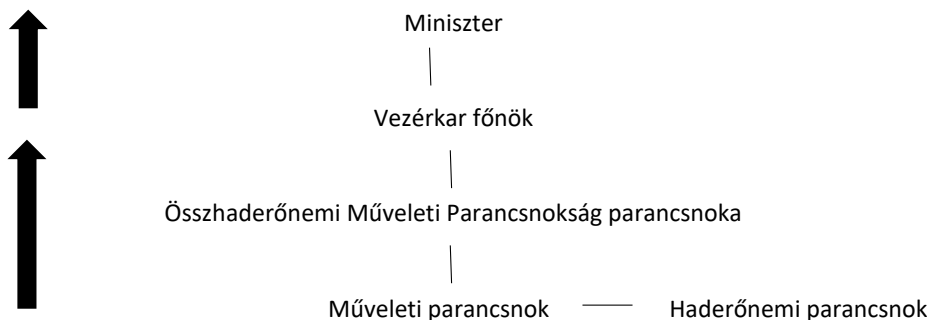 Miniszter
Vezérkar főnök
Összhaderőnemi Műveleti Parancsnokság parancsnoka
Műveleti parancsnok Haderőnemi parancsnok